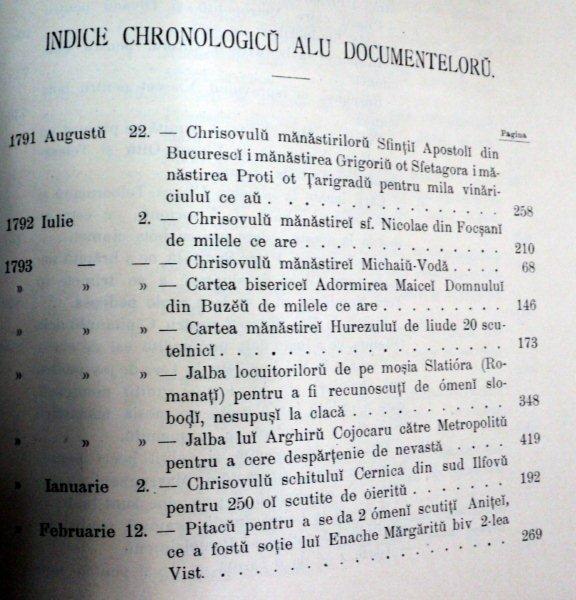 INDICE CHRONOLOGICŬ ALU DOCUMENTELORŬ.
Pagina
1791 Augustŭ 22. — Chrisovulŭ mănăstirilorŭ Sfinţiĭ Apostolĭ din
Bucurescĭ i mănăstirea Grigoriŭ ot Sfetagora i mă-
năstirea Proti ot Ţarigradŭ pentru mila vinări-
ciuluĭ ce aŭ . . . . . . . . . . . . . . 258
1792 Iulie 2. — Chrisovulŭ mănăstireĭ sf. Nicolae din Focşanĭ
de milele ce are . . . . . . . . . . . . 210
1793 — — — Chrisovulŭ mănăstireĭ Michaiŭ-Vodă . . . . 68
» » » — Cartea bisericeĭ Adormirea Maiceĭ Domnuluĭ
din Buzĕŭ de milele ce are . . . . . . . . . 146
» » » — Cartea mănăstireĭ Hurezuluĭ de liude 20 scu-
telnicĭ . . . . . . . . . . . . . . . . 173
» » » — Jalba locuitorilorŭ de pe moşia Slatióra (Ro-
manaţĭ) pentru a fi recunoscuţĭ de ómenĭ slo-
bodĭ, nesupuşĭ la clacă . . . . . . . . . . 348
» » » — Jalba luĭ Arghirŭ Cojocaru către Metropolitŭ
pentru a cere despărţenie de nevastă . . . . 419
» Ianuarie 2. — Chrisovulŭ schituluĭ Cernica din sud Ilfovŭ
pentru 250 oĭ scutite de óieritŭ . . . . . . . 192
» Februarie 12. — Pitacŭ pentru a se da 2 ómenĭ scutiţĭ Aniţeĭ,
ce a fostŭ soţie luĭ Enache Mărgăritŭ biv 2-lea
Vist. . . . . . . . . . . . . . . . . . 269